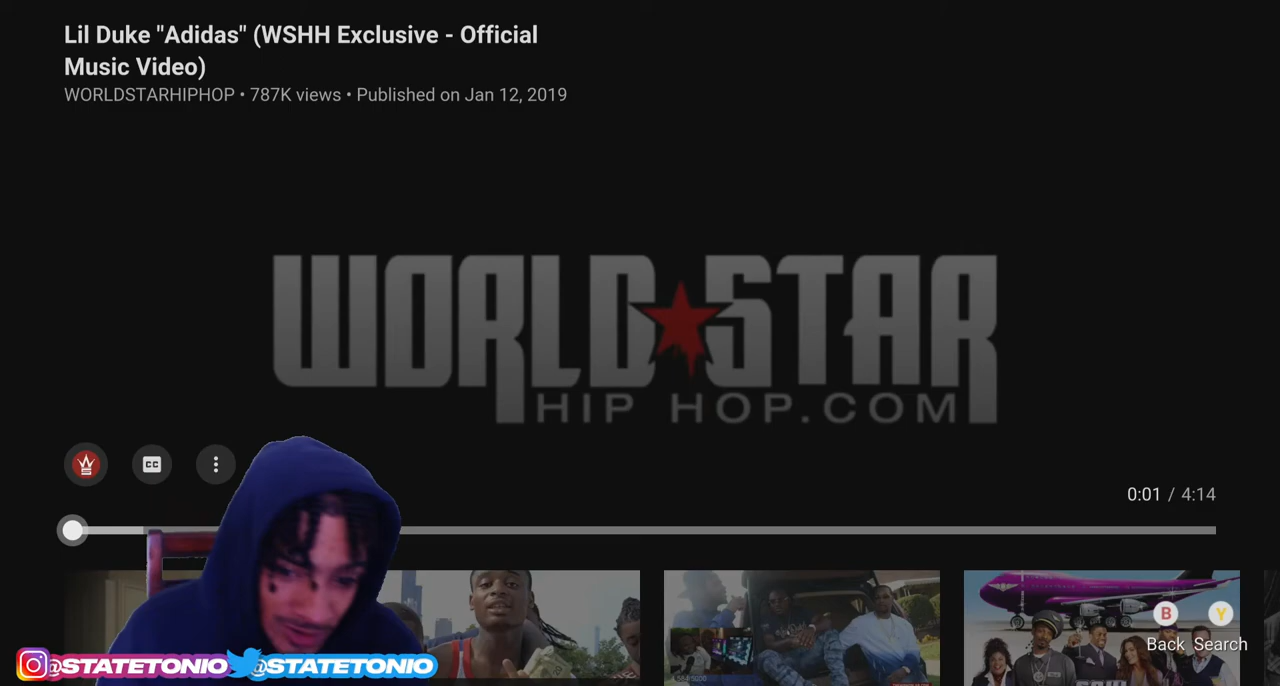 Lil Duke "Adidas" (WSHH Exclusive - Official
Music Video)
WORLDSTARHIPHOP • 787K views • Published on Jan 12, 2019
WORLD STAR
HIP HOP.COM
CC
0:01 / 4:14
B Y
Back Search
@STATETONIO @STATETONIO